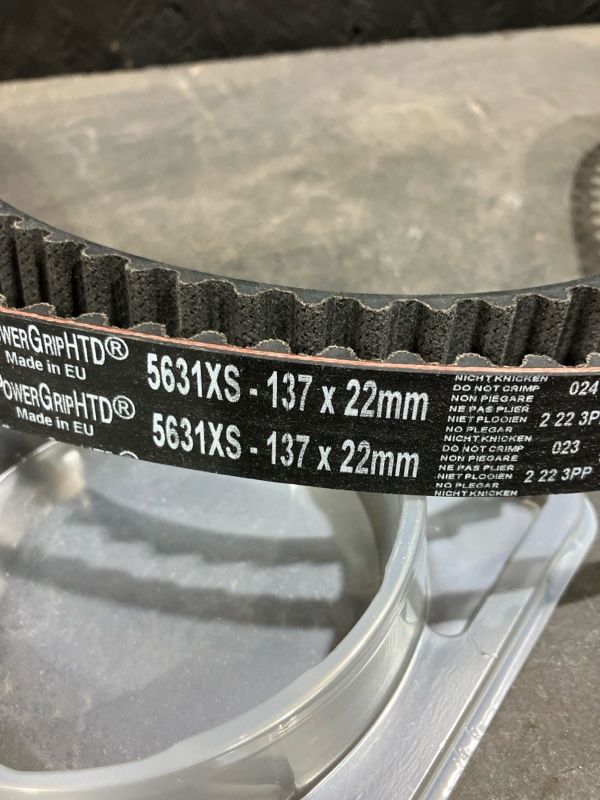 POWERGRIPHTD®
Made in EU
5631XS - 137 x 22mm
NICHT KNICKEN
DO NOT CRIMP
NON PIEGARE
NE PAS PLIER
NIET PLOOIEN
NO PLEGAR
024
2 22 3PP
POWERGRIPHTD®
Made in EU
5631XS - 137 x 22mm
NICHT KNICKEN
DO NOT CRIMP
NON PIEGARE
NE PAS PLIER
NIET PLOOIEN
NO PLEGAR
NICHT KNICKEN
023
2 22 3PP